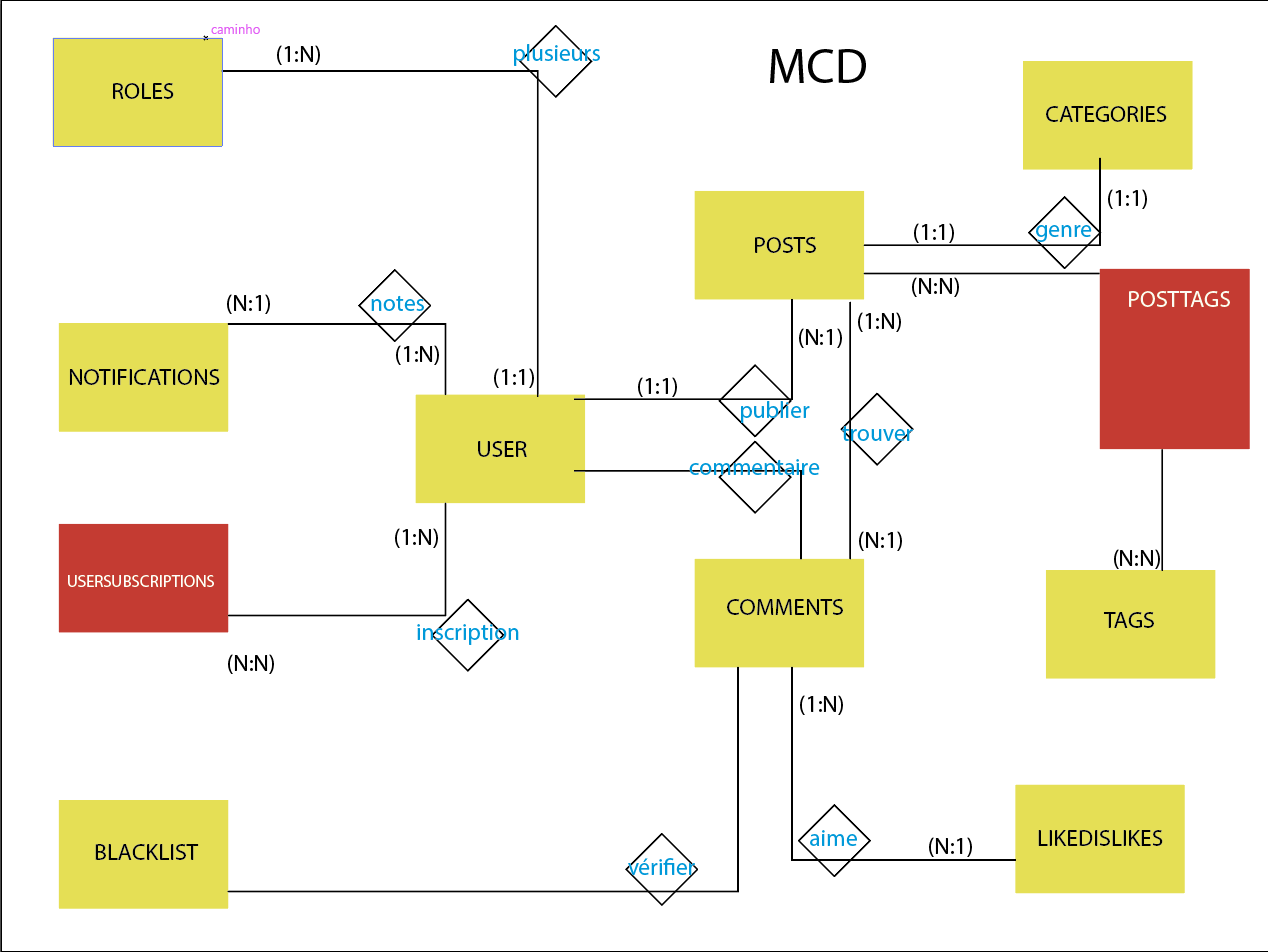 caminho
(1:N)
plusieurs
MCD
ROLES
CATEGORIES
(1:1)
POSTS
(1:1)
genre
(N:N)
POSTTAGS
(N:1)
notes
(1:N)
(1:N)
(N:1)
NOTIFICATIONS
(1:1)
(1:1)
publier
trouver
USER
commentaire
(1:N)
(N:1)
(N:N)
USERSUBSCRIPTIONS
COMMENTS
TAGS
inscription
(N:N)
(1:N)
BLACKLIST
vérifier
aime
(N:1)
LIKEDISLIKES